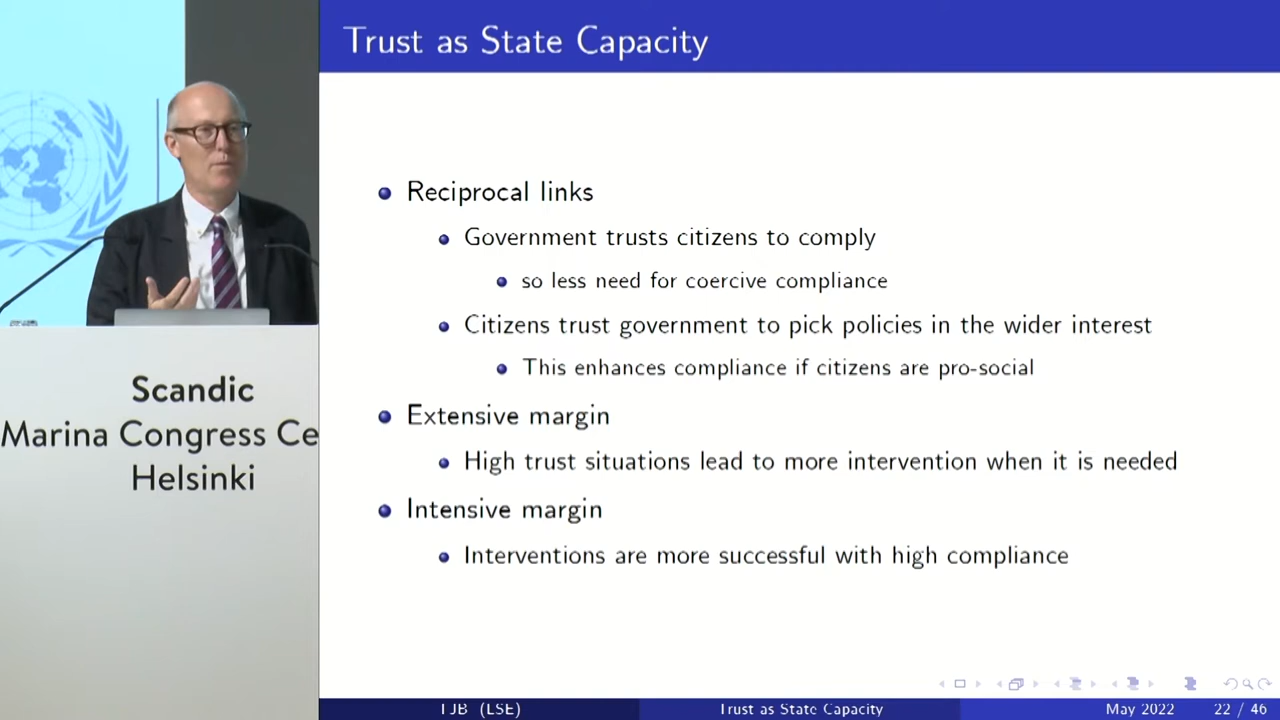 Trust as State Capacity
Reciprocal links
Government trusts citizens to comply
so less need for coercive compliance
Citizens trust government to pick policies in the wider interest
This enhances compliance if citizens are pro-social
Extensive margin
High trust situations lead to more intervention when it is needed
Intensive margin
Interventions are more successful with high compliance
Scandic
Marina Congress Ce
Helsinki
TJB (LSE)
Trust as State Capacity
May 2022
22 / 46